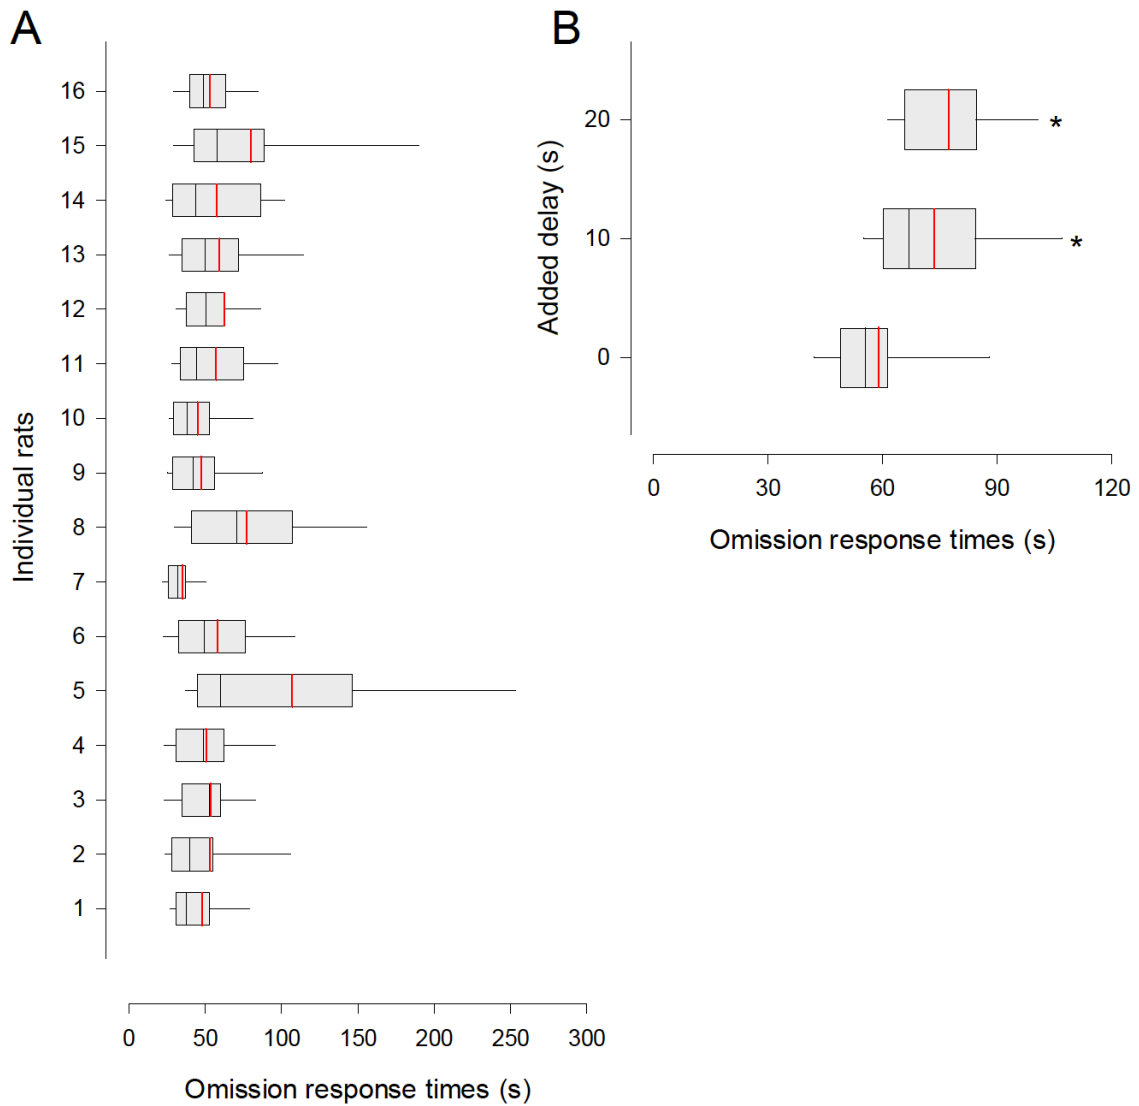 A
16
15
14
13
12
11
10
9
8
7
6
5
4
3
2
1
Individual rats
0 50 100 150 200 250 300
Omission response times (s)
B
20 *
10 *
0
Added delay (s)
0 30 60 90 120
Omission response times (s)